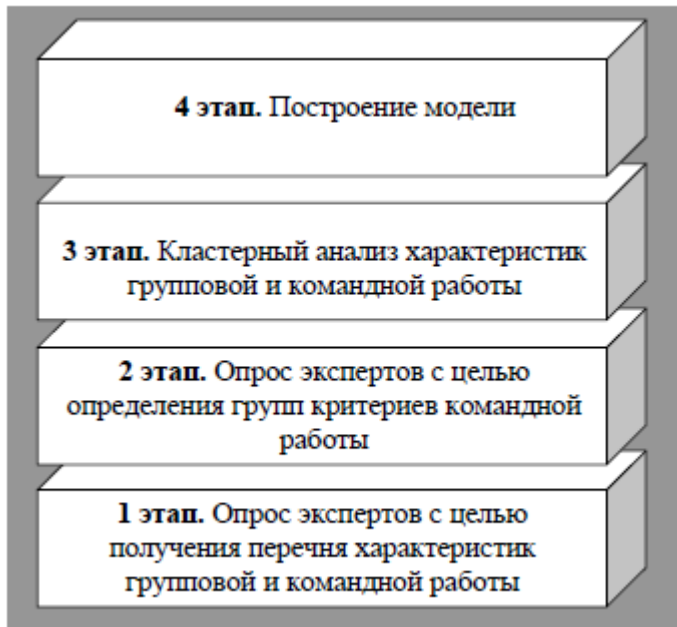 4 этап. Построение модели
3 этап. Кластерный анализ характеристик
групповой и командной работы
2 этап. Опрос экспертов с целью
определения групп критериев командной
работы
1 этап. Опрос экспертов с целью
получения перечня характеристик
групповой и командной работы